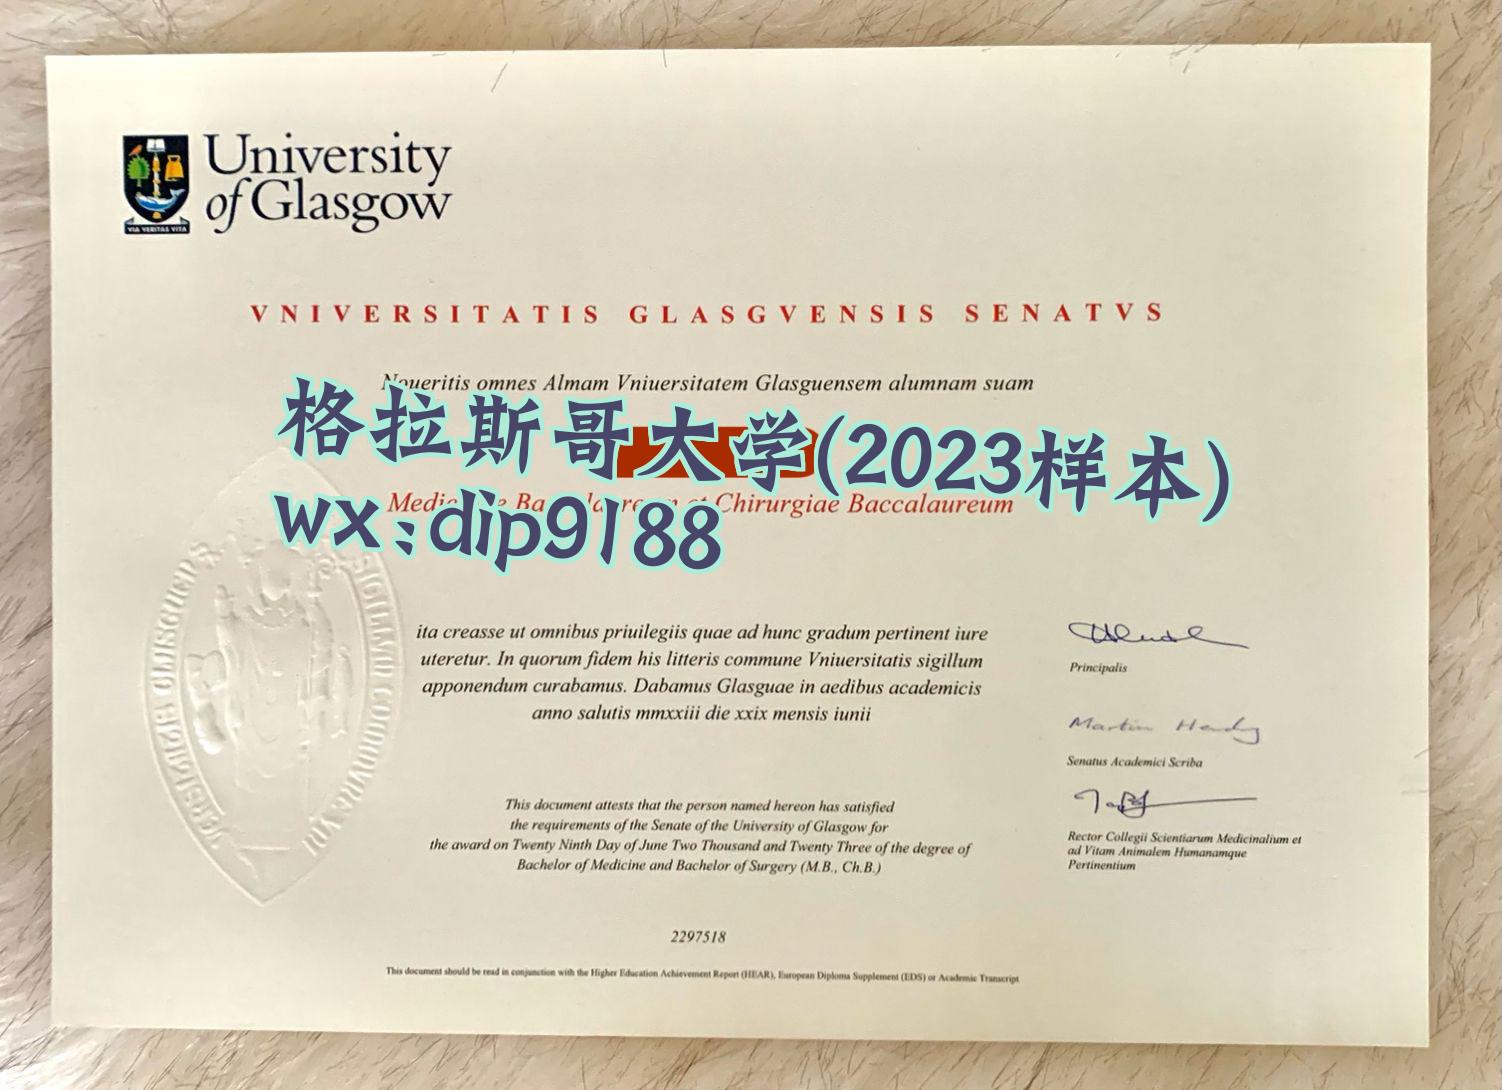 University
of Glasgow
VIA VERITAS VITA
VNIVERSITATIS GLASGVENSIS SENATVS
Noueritis omnes Almam Vniuersitatem Glasguensem alumnam suam
格拉斯哥大学(2023样本)
Chirurgiae Baccalaureum
wx:dip9188
ita creasse ut omnibus priuilegiis quae ad hunc gradum pertinent iure
uteretur. In quorum fidem his litteris commune Vniuersitatis sigillum
apponendum curabamus. Dabamus Glasguae in aedibus academicis
anno salutis mmxxiii die xxix mensis iunii
Principalis
Martin Hendry
Senatus Academici Scriba
Rector Collegii Scientiarum Medicinalium et
ad Vitam Animalem Humanamque
Pertinentium
This document attests that the person named hereon has satisfied
the requirements of the Senate of the University of Glasgow for
the award on Twenty Ninth Day of June Two Thousand and Twenty Three of the degree of
Bachelor of Medicine and Bachelor of Surgery (M.B., Ch.B.)
2297518
This document should be read in conjunction with the Higher Education Achievement Report (HEAR), European Diploma Supplement (EDS) or Academic Transcript